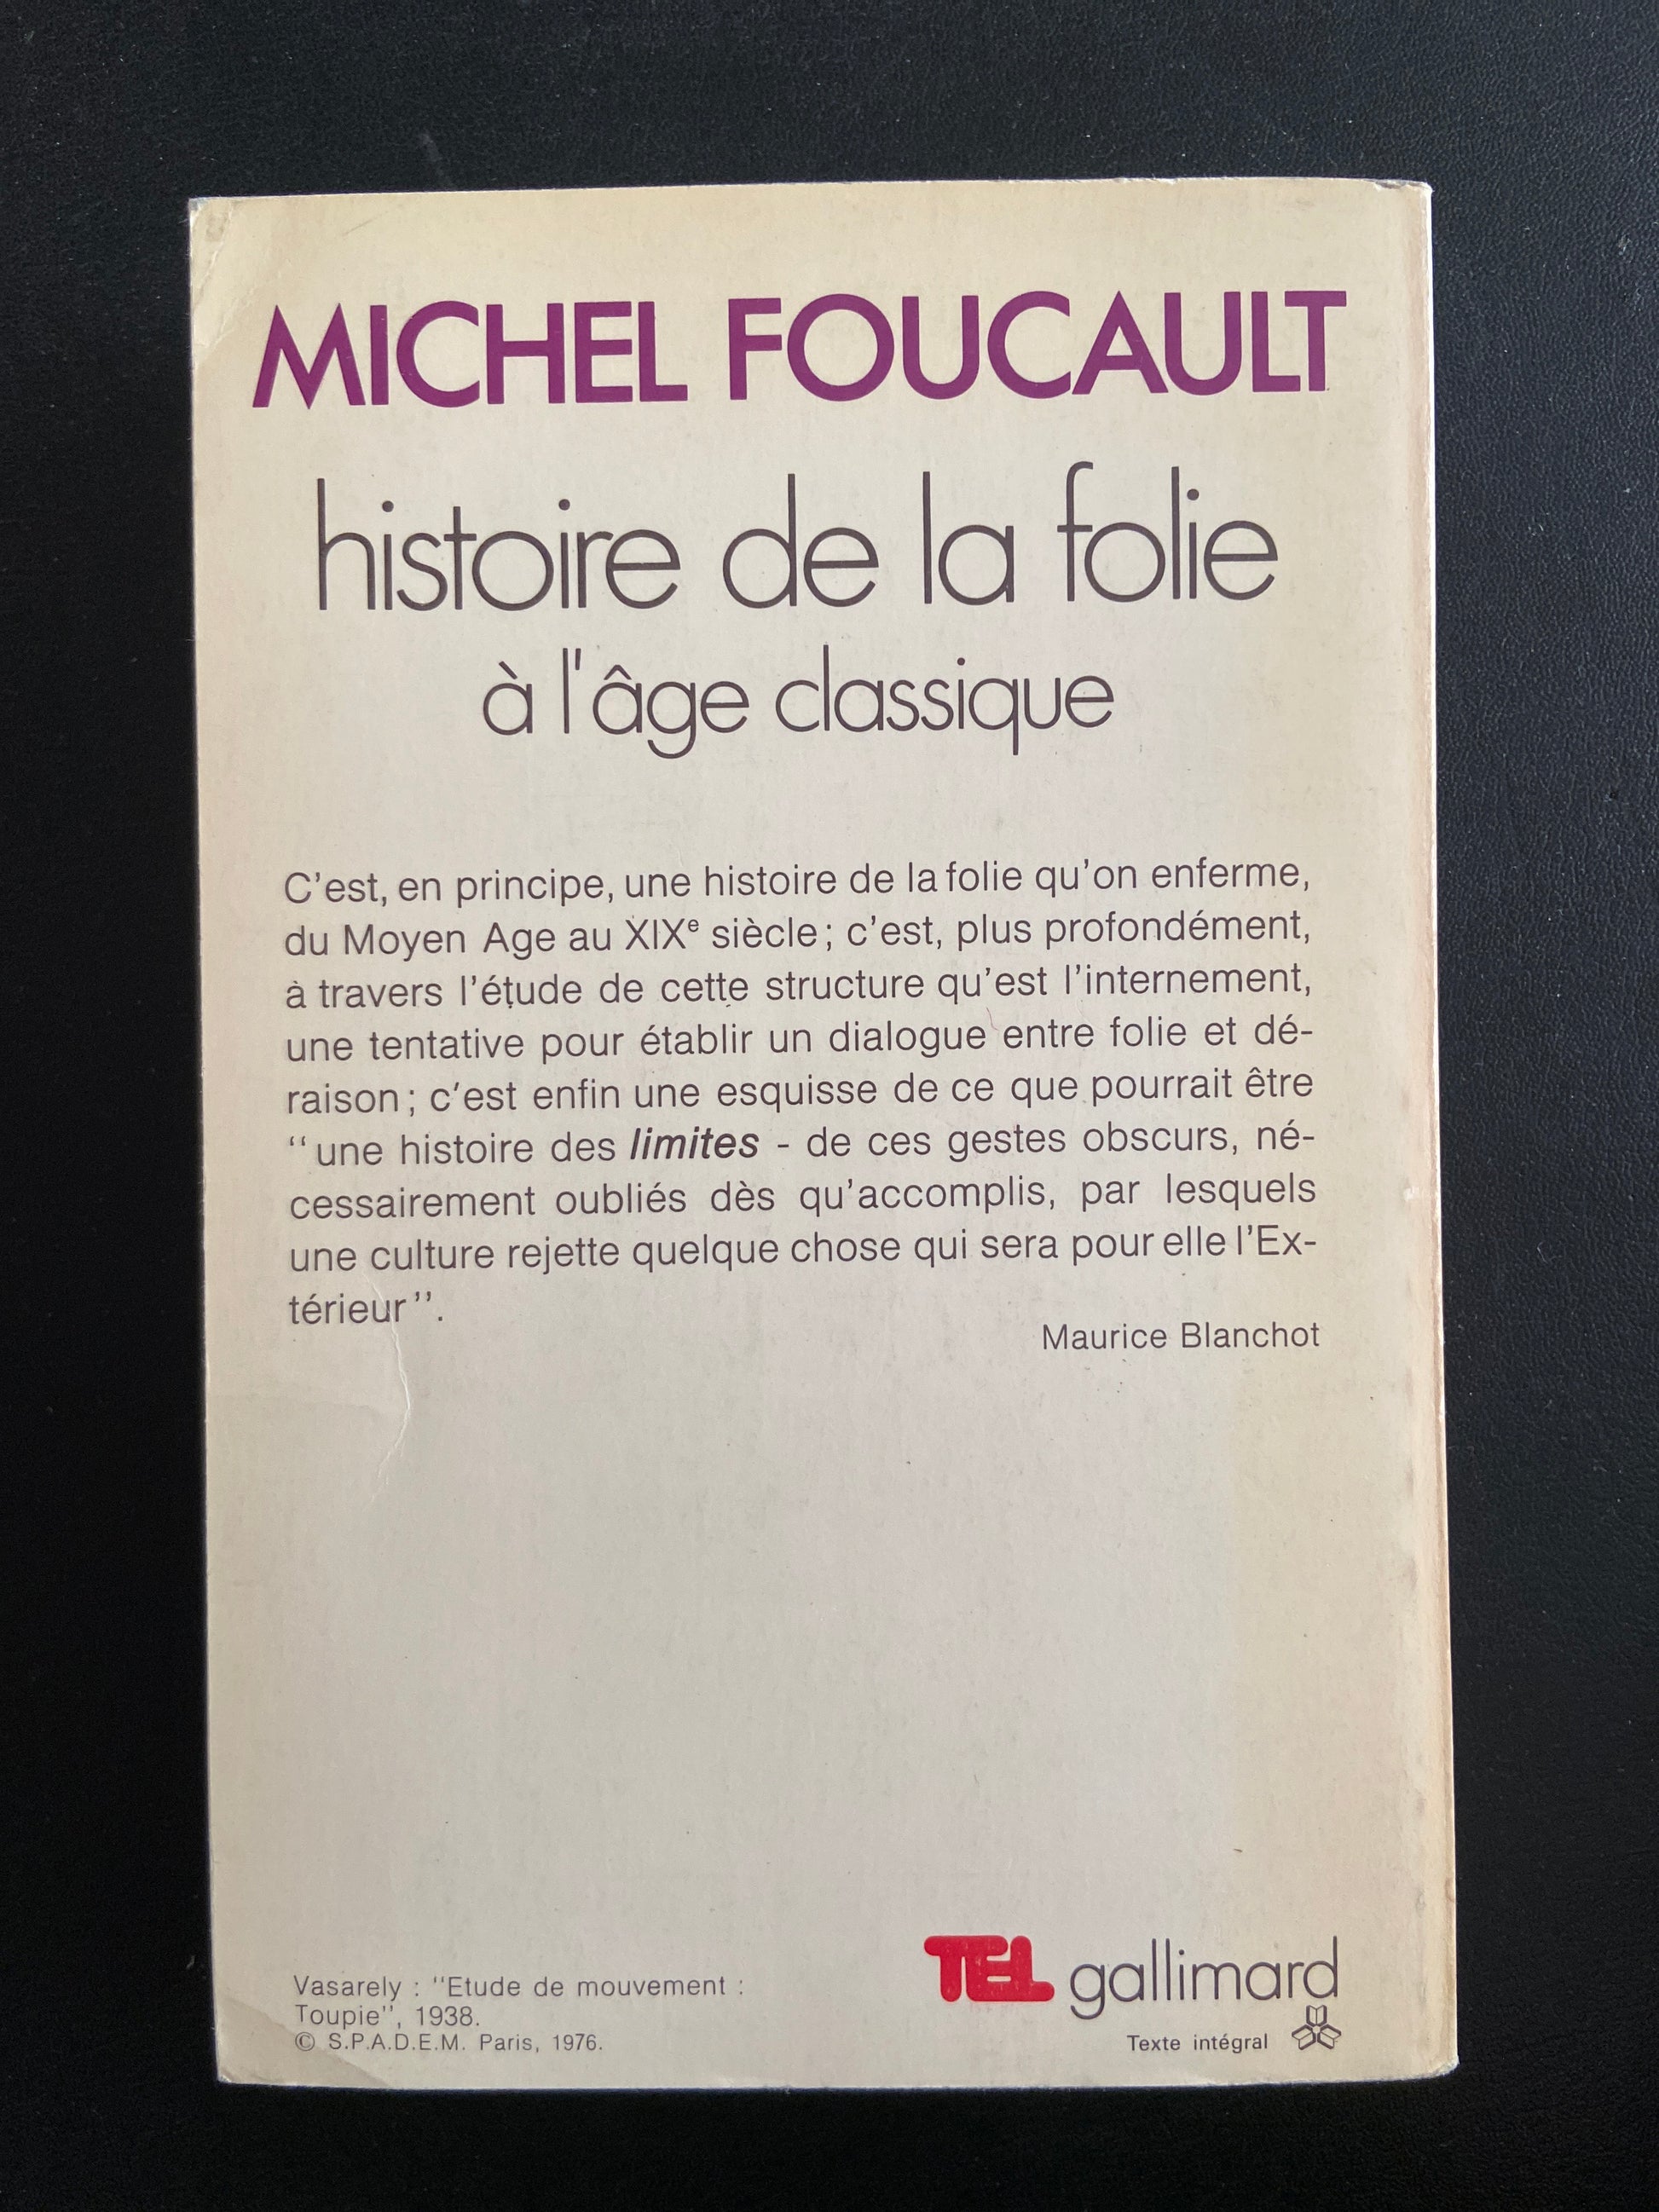 MICHEL FOUCAULT
histoire de la folie
à l'âge classique
C'est, en principe, une histoire de la folie qu'on enferme,
du Moyen Age au XIXe siècle; c'est, plus profondément,
à travers l'étude de cette structure qu'est l'internement,
une tentative pour établir un dialogue entre folie et dé-
raison; c'est enfin une esquisse de ce que pourrait être
''une histoire des limites - de ces gestes obscurs, né-
cessairement oubliés dès qu'accomplis, par lesquels
une culture rejette quelque chose qui sera pour elle l'Ex-
térieur''.
Maurice Blanchot
Vasarely : ''Etude de mouvement :
Toupie'', 1938.
© S.P.A.D.E.M. Paris, 1976.
TEL gallimard
Texte intégral